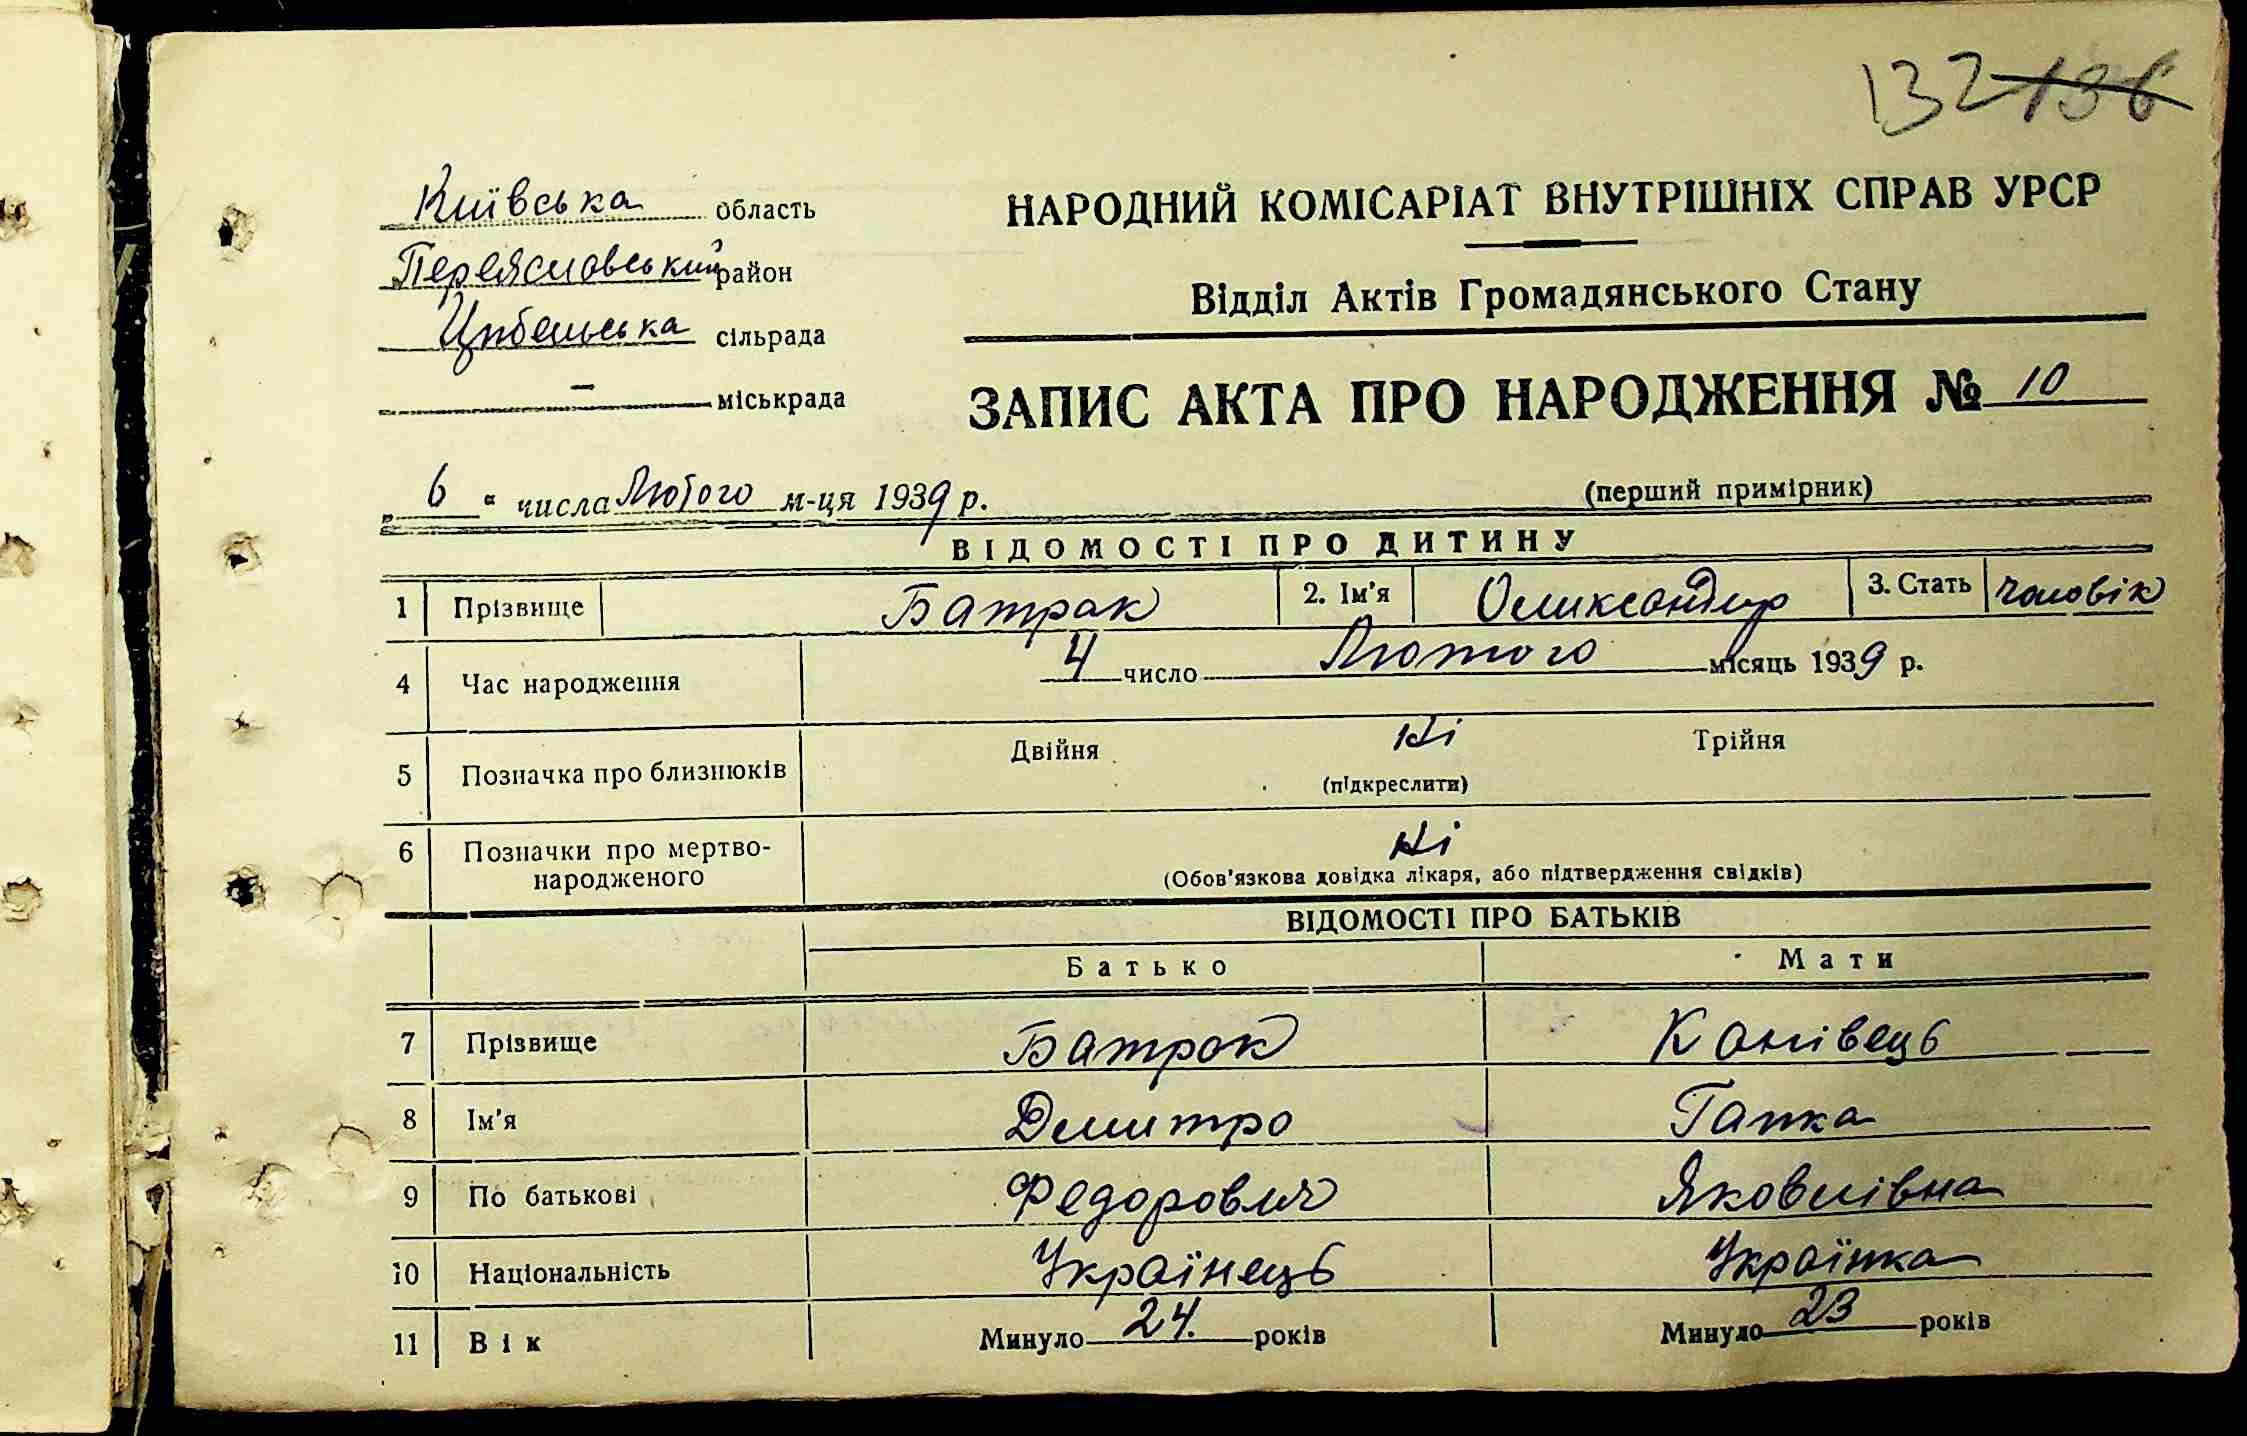 132 136
Київська область
Переяславський район
Цибельська сільрада
— міськрада
НАРОДНИЙ КОМІСАРІАТ ВНУТРІШНІХ СПРАВ УРСР
Відділ Актів Громадянського Стану
ЗАПИС АКТА ПРО НАРОДЖЕННЯ № 10
„ 6 “ числа Лютого м-ця 1939 р.
(перший примірник)
ВІДОМОСТІ ПРО ДИТИНУ
1 Прізвище Батрак 2. Ім'я Олександр 3. Стать чоловік
4 Час народження 4 число Лютого місяць 1939 р.
5 Позначка про близнюків Двійня Ні Трійня
(підкреслити)
6 Позначки про мертво-
народженого
Ні
(Обов'язкова довідка лікаря, або підтвердження свідків)
ВІДОМОСТІ ПРО БАТЬКІВ
Батько Мати
7 Прізвище Батрак Канівець
8 Ім'я Дмитро Гапка
9 По батькові Федорович Яковлівна
10 Національність Українець Українка
11 Вік Минуло 24. років Минуло 23 років